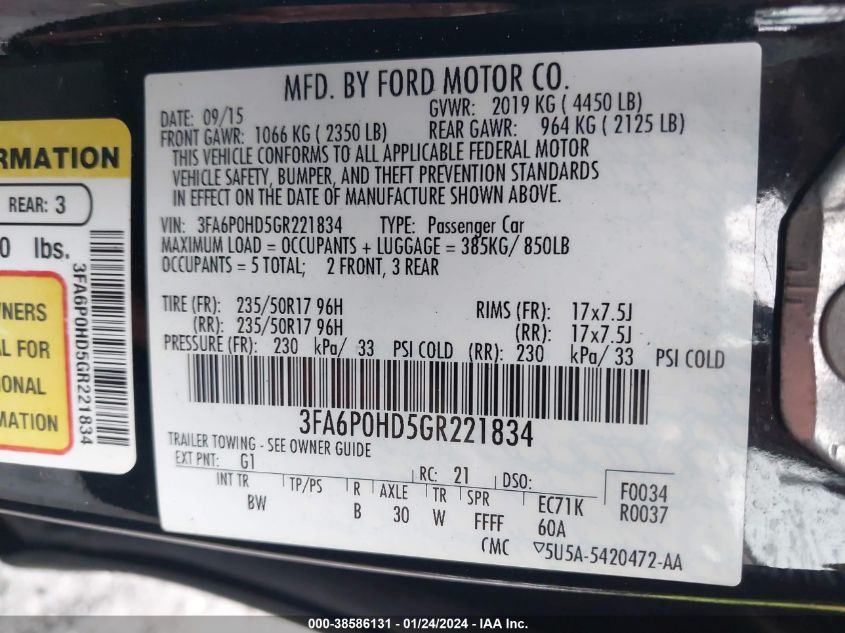 MFD. BY FORD MOTOR CO.
DATE: 09/15 GVWR: 2019 KG ( 4450 LB)
FRONT GAWR: 1066 KG ( 2350 LB) REAR GAWR: 964 KG ( 2125 LB)
THIS VEHICLE CONFORMS TO ALL APPLICABLE FEDERAL MOTOR
VEHICLE SAFETY, BUMPER, AND THEFT PREVENTION STANDARDS
IN EFFECT ON THE DATE OF MANUFACTURE SHOWN ABOVE.
VIN: 3FA6P0HD5GR221834 TYPE: Passenger Car
MAXIMUM LOAD = OCCUPANTS + LUGGAGE = 385KG/ 850LB
OCCUPANTS = 5 TOTAL; 2 FRONT, 3 REAR
TIRE (FR): 235/50R17 96H RIMS (FR): 17x7.5J
(RR): 235/50R17 96H (RR): 17x7.5J
PRESSURE (FR): 230 kPa/ 33 PSI COLD (RR): 230 kPa/ 33 PSI COLD
3FA6P0HD5GR221834
TRAILER TOWING - SEE OWNER GUIDE
EXT PNT: G1 RC: 21 DSO:
INT TR TP/PS R AXLE TR SPR EC71K F0034
BW B 30 W FFFF 60A R0037
CMC ▽5U5A-5420472-AA
RMATION
REAR: 3
0 lbs.
3FA6P0HD5GR221834
WNERS
AL FOR
IONAL
MATION
000-38586131 - 01/24/2024 - IAA Inc.